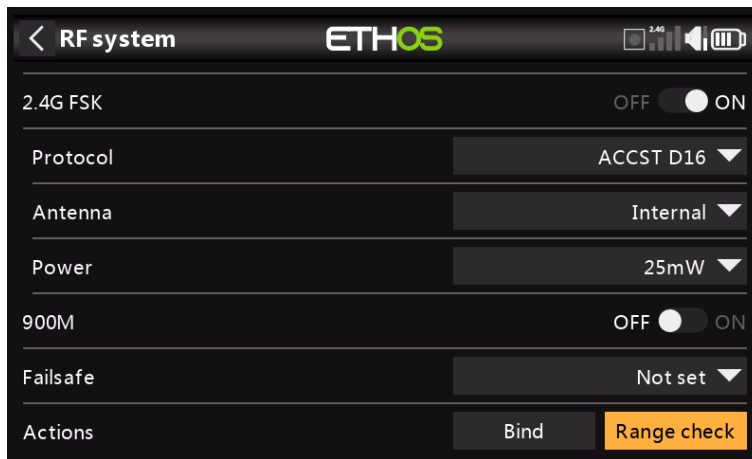 RF system ETHOS 2.4G
2.4G FSK OFF ON
Protocol ACCST D16
Antenna Internal
Power 25mW
900M OFF ON
Failsafe Not set
Actions Bind Range check